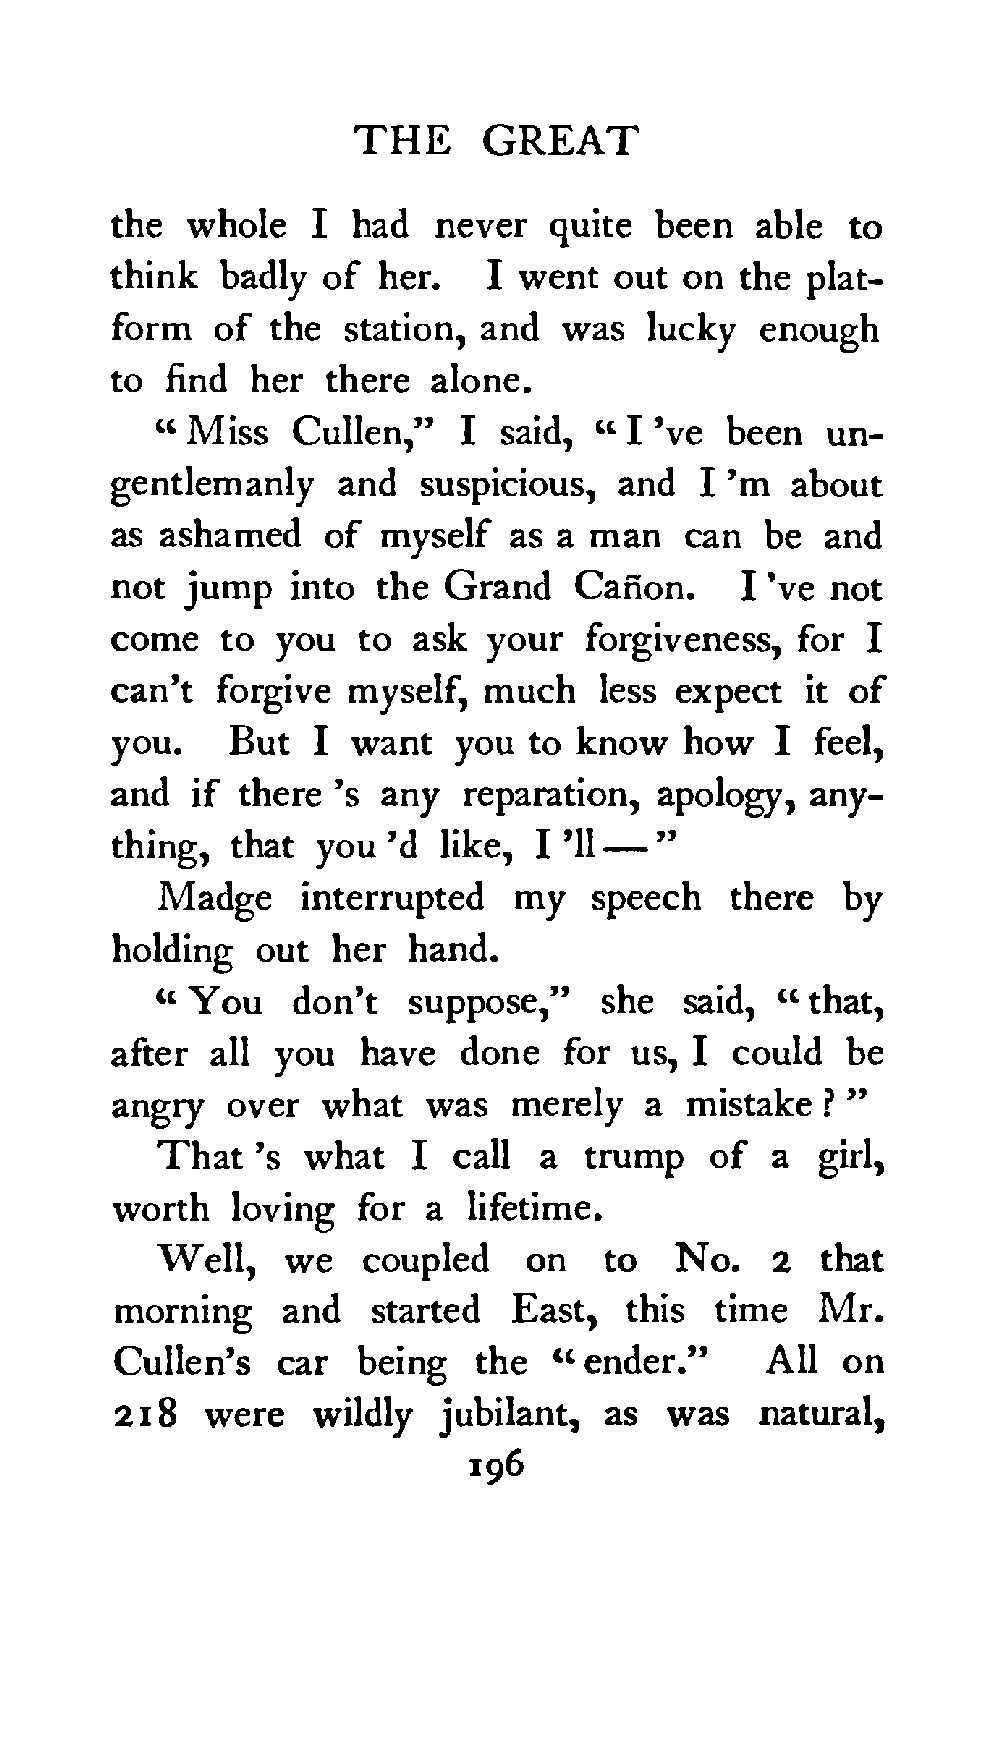 THE GREAT
the whole I had never quite been able to
think badly of her. I went out on the plat-
form of the station, and was lucky enough
to find her there alone.
“ Miss Cullen,” I said, “ I ’ve been un-
gentlemanly and suspicious, and I ’m about
as ashamed of myself as a man can be and
not jump into the Grand Cañon. I ’ve not
come to you to ask your forgiveness, for I
can’t forgive myself, much less expect it of
you. But I want you to know how I feel,
and if there ’s any reparation, apology, any-
thing, that you ’d like, I ’ll — ”
Madge interrupted my speech there by
holding out her hand.
“ You don’t suppose,” she said, “ that,
after all you have done for us, I could be
angry over what was merely a mistake ? ”
That ’s what I call a trump of a girl,
worth loving for a lifetime.
Well, we coupled on to No. 2 that
morning and started East, this time Mr.
Cullen’s car being the “ ender.” All on
218 were wildly jubilant, as was natural,
196